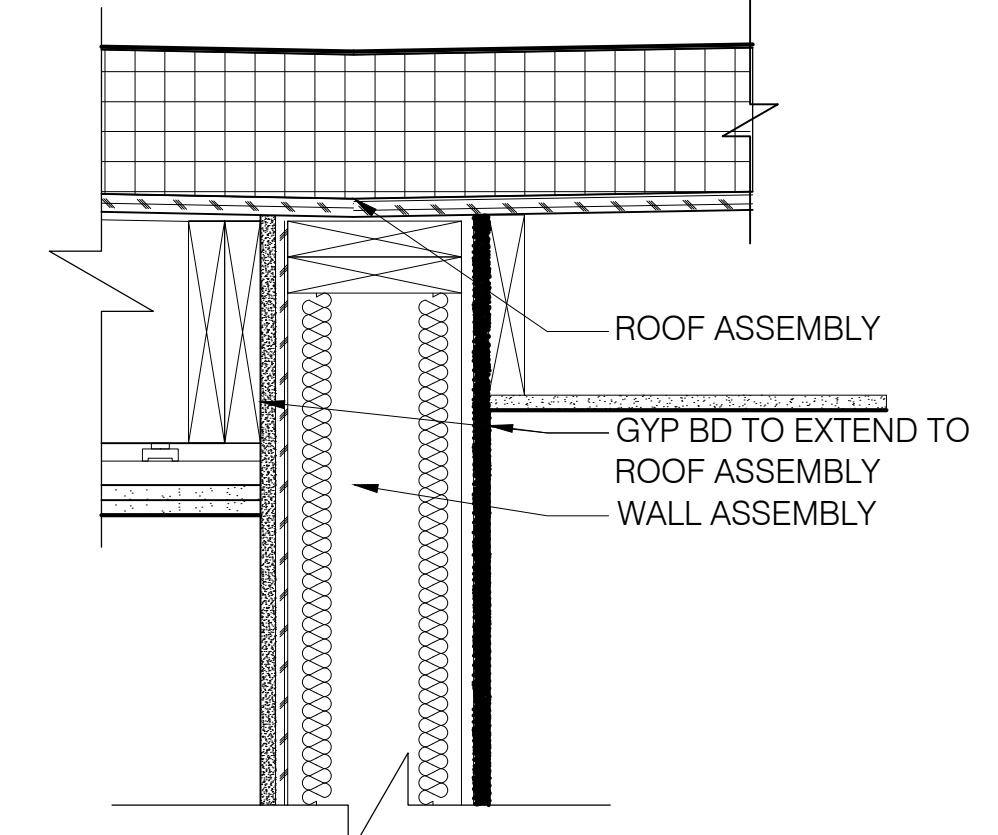 ROOF ASSEMBLY
GYP BD TO EXTEND TO
ROOF ASSEMBLY
WALL ASSEMBLY